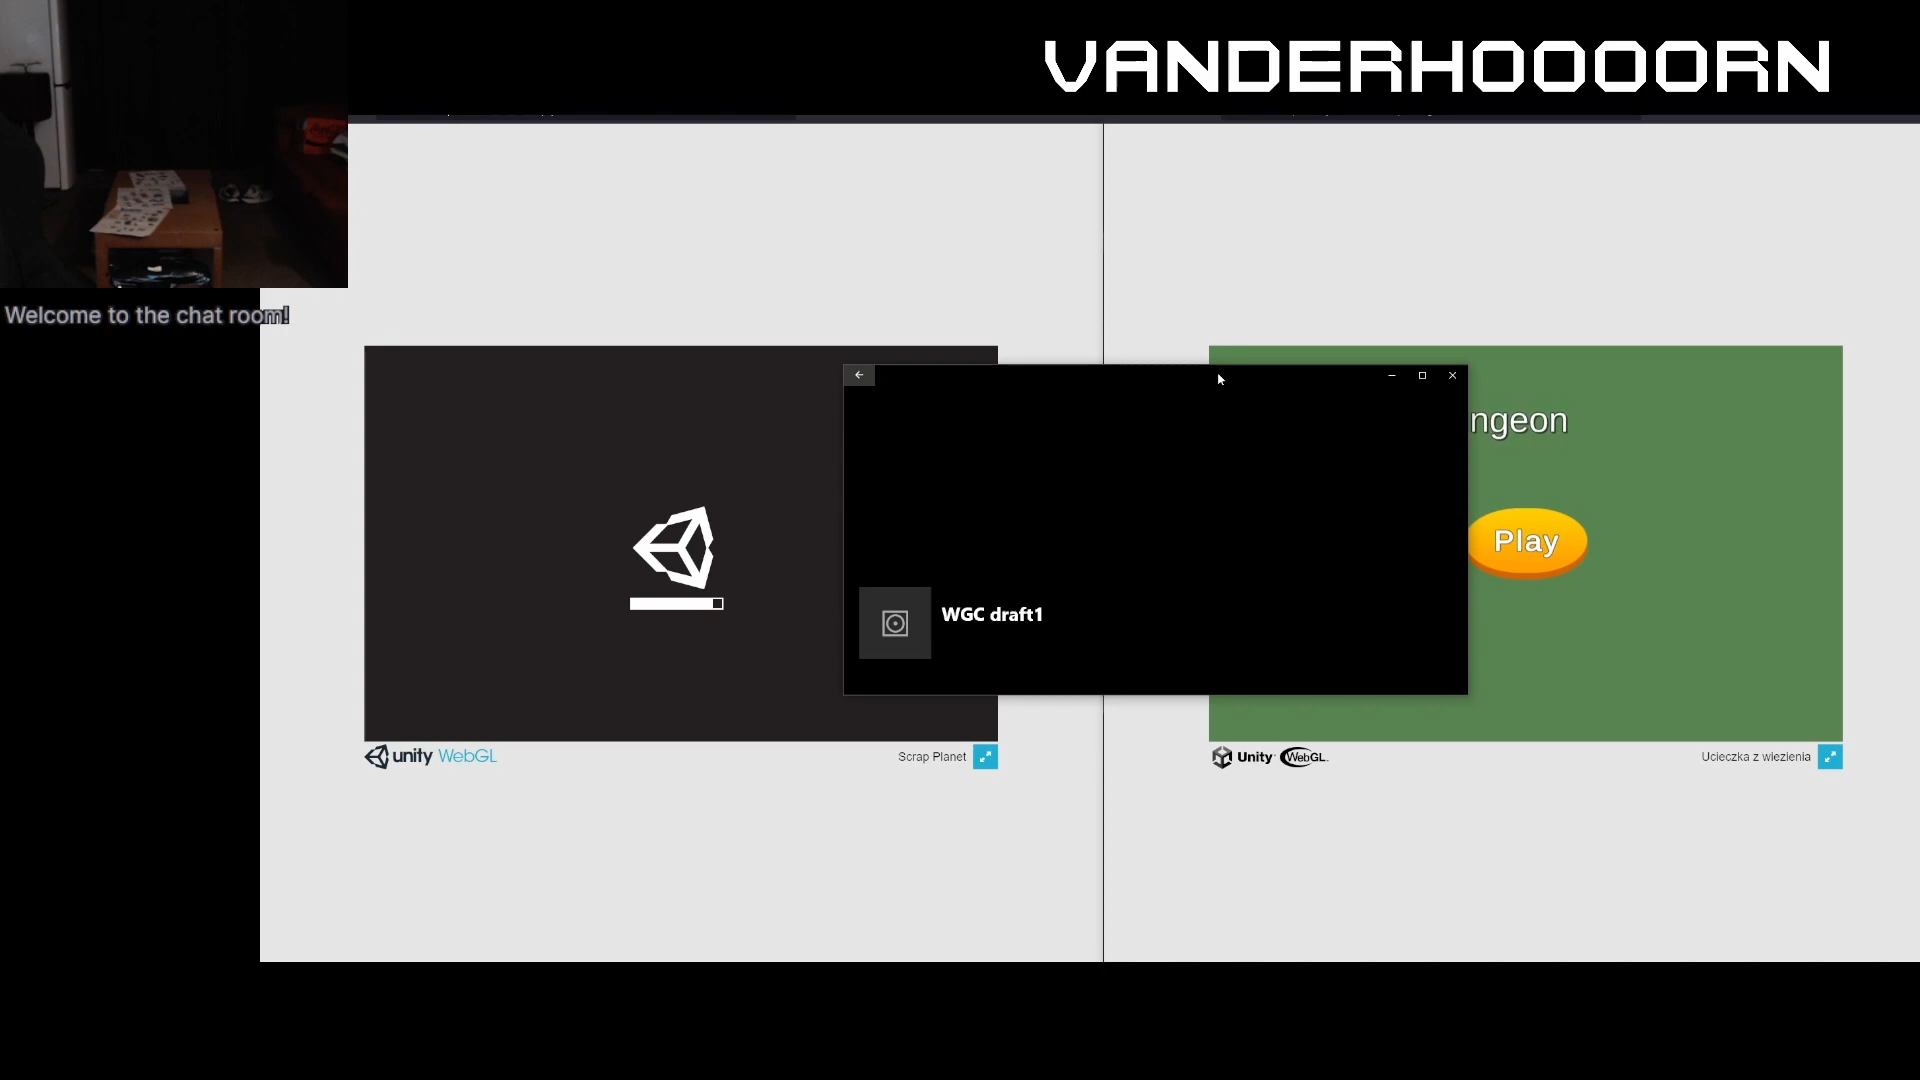 VANDERHOOOORN
Welcome to the chat room!
ngeon
Play
WGC draft1
unity WebGL
Scrap Planet
Unity WebGL
Ucieczka z wiezienia